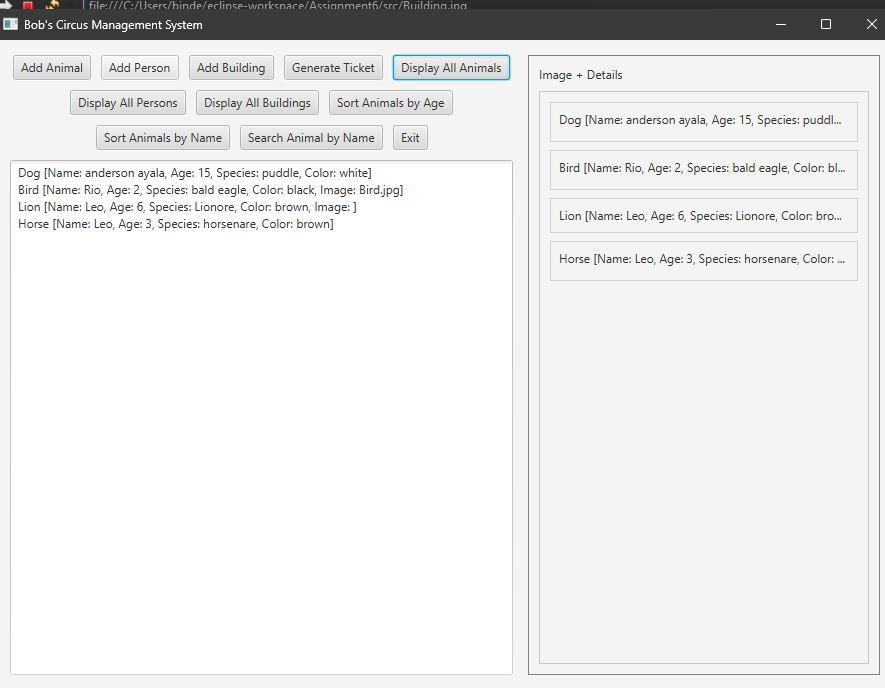 file:///C:/Users/hinde/eclipse-workspace/Assignment6/src/Building.jpg
Bob's Circus Management System
Add Animal Add Person Add Building Generate Ticket Display All Animals
Display All Persons Display All Buildings Sort Animals by Age
Sort Animals by Name Search Animal by Name Exit
Dog [Name: anderson ayala, Age: 15, Species: puddle, Color: white]
Bird [Name: Rio, Age: 2, Species: bald eagle, Color: black, Image: Bird.jpg]
Lion [Name: Leo, Age: 6, Species: Lionore, Color: brown, Image: ]
Horse [Name: Leo, Age: 3, Species: horsenare, Color: brown]
Image + Details
Dog [Name: anderson ayala, Age: 15, Species: puddl...
Bird [Name: Rio, Age: 2, Species: bald eagle, Color: bl...
Lion [Name: Leo, Age: 6, Species: Lionore, Color: bro...
Horse [Name: Leo, Age: 3, Species: horsenare, Color: ...